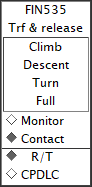 FIN535
Trf & release
Climb
Descent
Turn
Full
Monitor
Contact
R/T
CPDLC